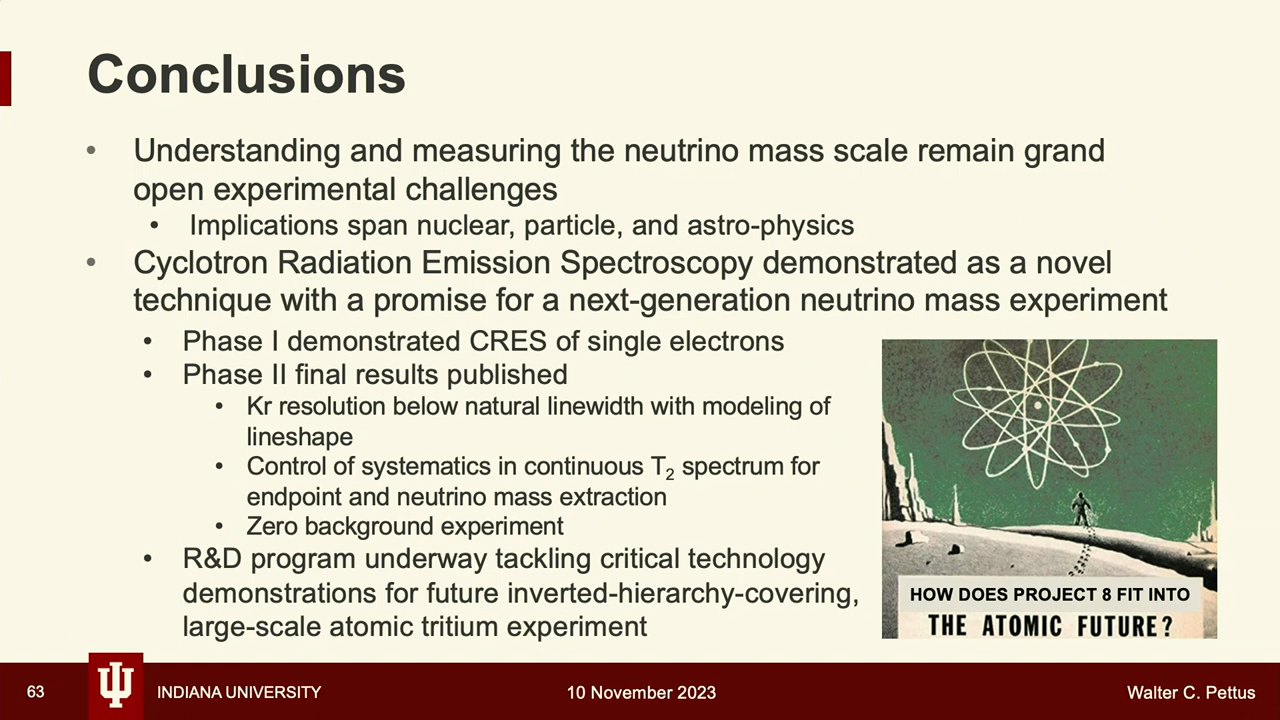 Conclusions
• Understanding and measuring the neutrino mass scale remain grand
open experimental challenges
• Implications span nuclear, particle, and astro-physics
• Cyclotron Radiation Emission Spectroscopy demonstrated as a novel
technique with a promise for a next-generation neutrino mass experiment
• Phase I demonstrated CRES of single electrons
• Phase II final results published
• Kr resolution below natural linewidth with modeling of
lineshape
• Control of systematics in continuous T₂ spectrum for
endpoint and neutrino mass extraction
• Zero background experiment
• R&D program underway tackling critical technology
demonstrations for future inverted-hierarchy-covering,
large-scale atomic tritium experiment
HOW DOES PROJECT 8 FIT INTO
THE ATOMIC FUTURE?
63
INDIANA UNIVERSITY
10 November 2023
Walter C. Pettus